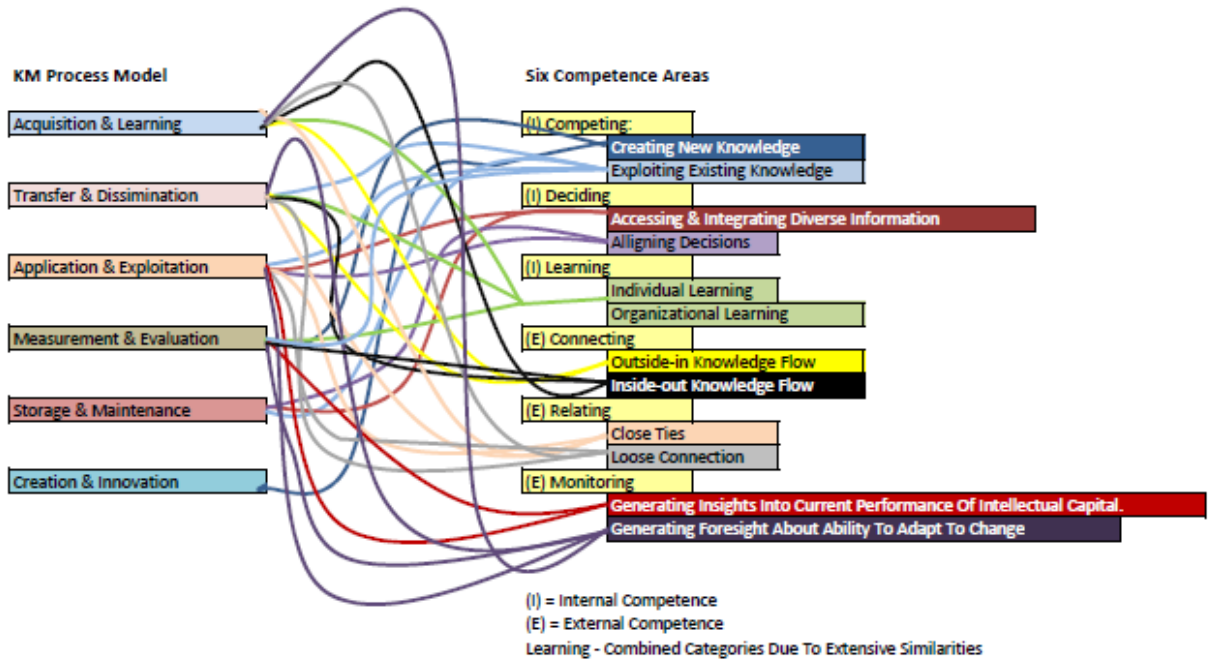 KM Process Model
Six Competence Areas
Acquisition & Learning
(I) Competing:
Creating New Knowledge
Exploiting Existing Knowledge
Transfer & Dissimination
(I) Deciding
Accessing & Integrating Diverse Information
Alligning Decisions
Application & Exploitation
(I) Learning
Individual Learning
Organizational Learning
Measurement & Evaluation
(E) Connecting
Outside-in Knowledge Flow
Inside-out Knowledge Flow
Storage & Maintenance
(E) Relating
Close Ties
Loose Connection
Creation & Innovation
(E) Monitoring
Generating Insights Into Current Performance Of Intellectual Capital.
Generating Foresight About Ability To Adapt To Change
(I) = Internal Competence
(E) = External Competence
Learning - Combined Categories Due To Extensive Similarities